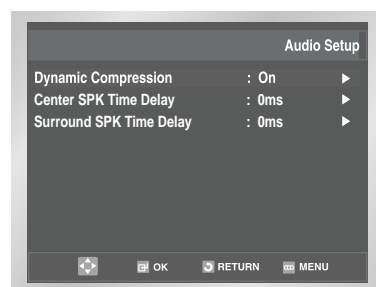 Audio Setup
Dynamic Compression : On ►
Center SPK Time Delay : 0ms ►
Surround SPK Time Delay : 0ms ►
OK RETURN MENU